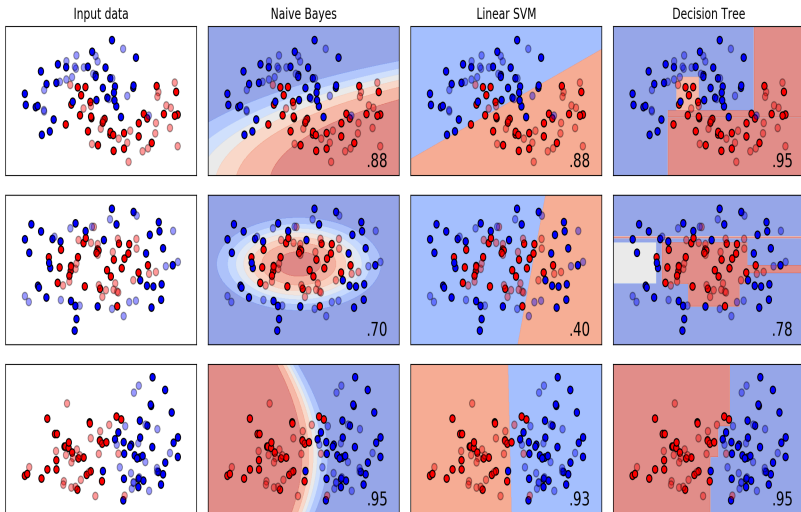 Input data
Naive Bayes
Linear SVM
Decision Tree
.88
.88
.95
.70
.40
.78
.95
.93
.95